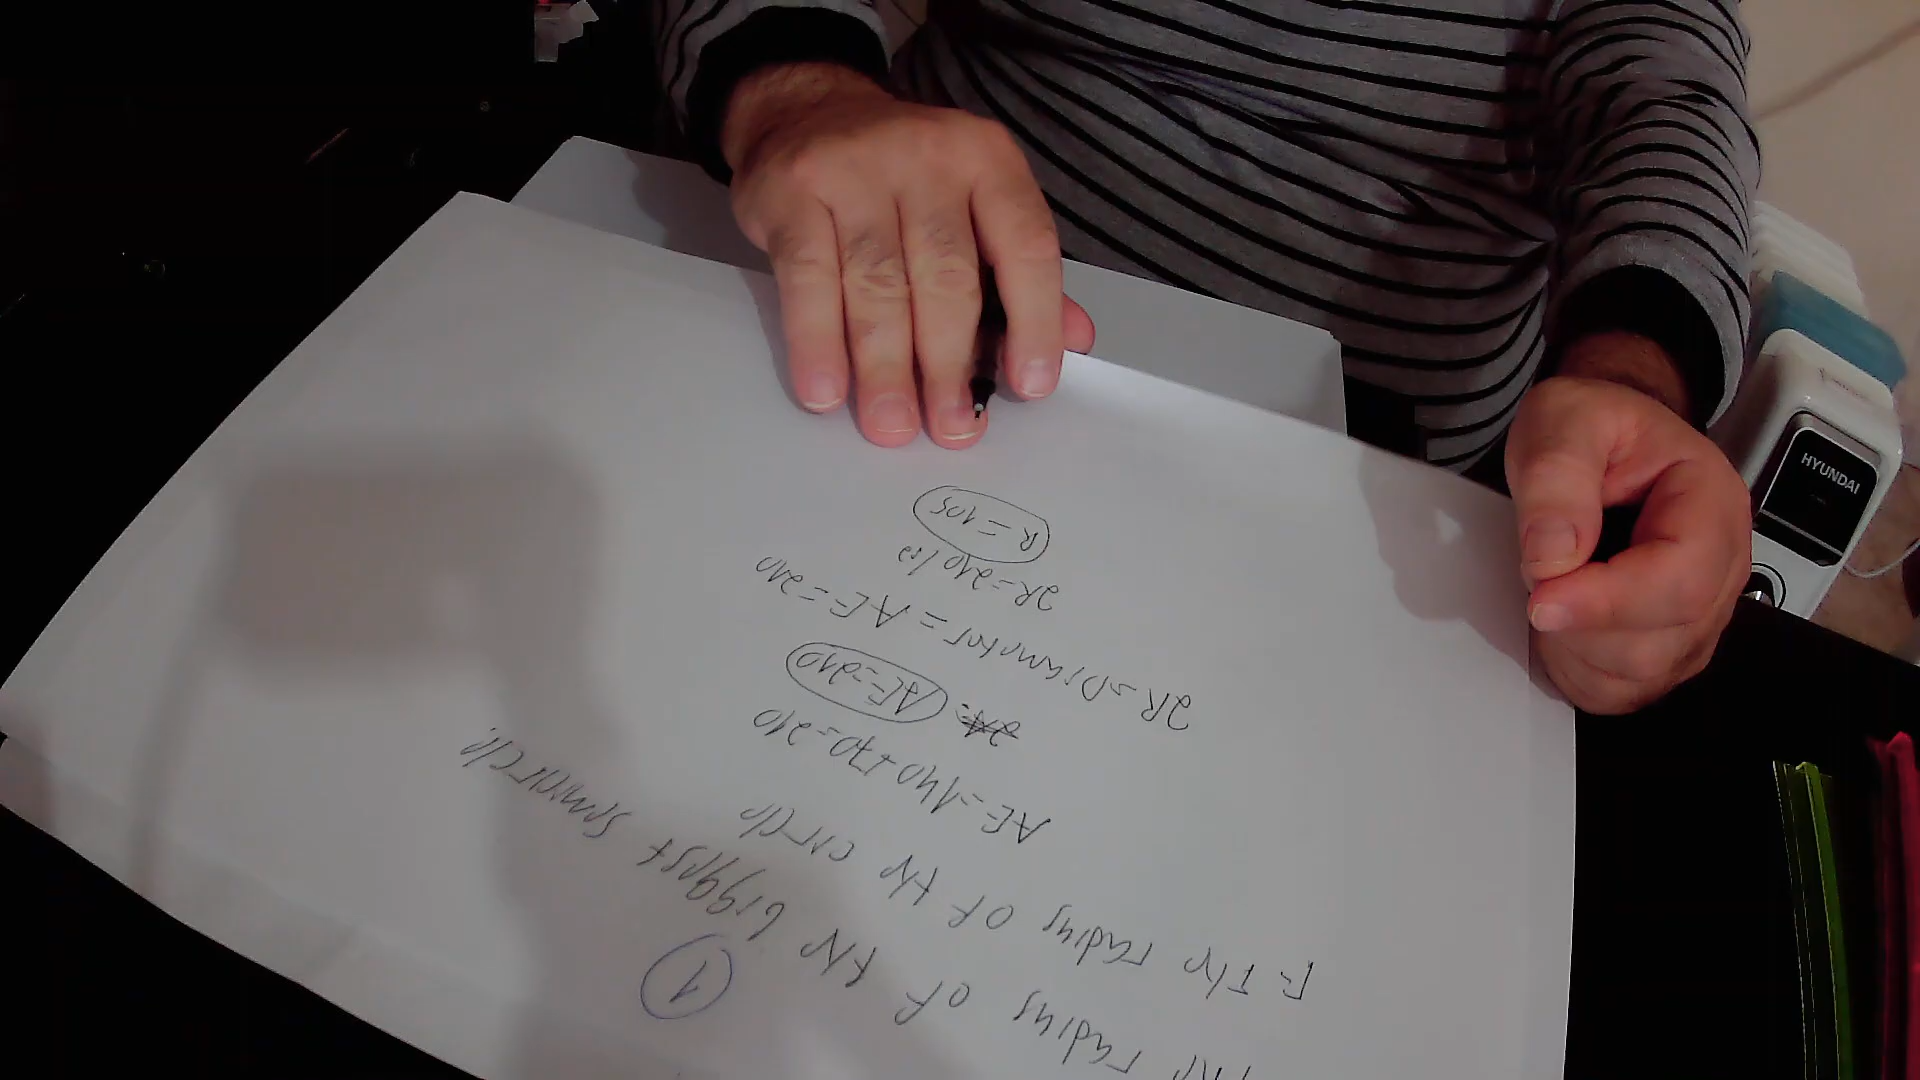 1
The radius of the biggest semicircle.
r= The radius of the circle
AE=140+70=210
AE=210
2R→Diameter = AE=210
2R=210 /:2
R=105
HYUNDAI